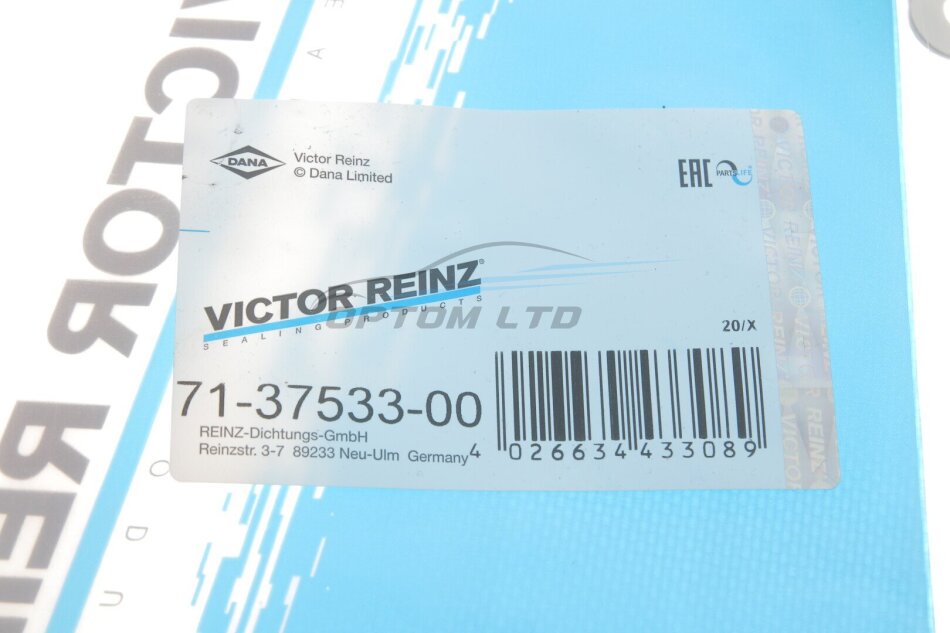 DANA
Victor Reinz
© Dana Limited
EAC
PARTSLIFE
VICTOR REINZ®
SEALING PRODUCTS
OPTOM LTD
20/X
71-37533-00
REINZ-Dichtungs-GmbH
Reinzstr. 3-7 89233 Neu-Ulm Germany
4 026634 433089
VICTOR REIN